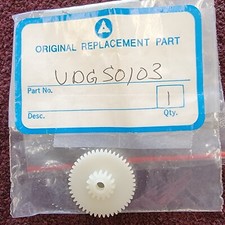 ORIGINAL REPLACEMENT PART
UDGS0103
Part No.
1
Desc.
Qty.